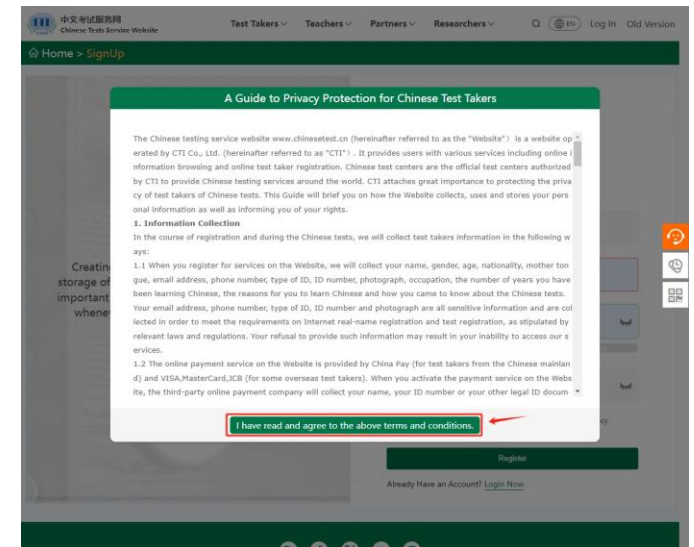 中文考试服务网
Chinese Tests Service Website
Test Takers Teachers Partners Researchers EN Log In Old Version
Home > SignUp
A Guide to Privacy Protection for Chinese Test Takers
The Chinese testing service website www.chinesetest.cn (hereinafter referred to as the "Website") is a website op
erated by CTI Co., Ltd. (hereinafter referred to as "CTI") . It provides users with various services including online i
nformation browsing and online test taker registration. Chinese test centers are the official test centers authorized
by CTI to provide Chinese testing services around the world. CTI attaches great importance to protecting the priva
cy of test takers of Chinese tests. This Guide will brief you on how the Website collects, uses and stores your pers
onal information as well as informing you of your rights.
1. Information Collection
In the course of registration and during the Chinese tests, we will collect test takers information in the following w
ays:
1.1 When you register for services on the Website, we will collect your name, gender, age, nationality, mother ton
gue, email address, phone number, type of ID, ID number, photograph, occupation, the number of years you have
been learning Chinese, the reasons for you to learn Chinese and how you came to know about the Chinese tests.
Your email address, phone number, type of ID, ID number and photograph are all sensitive information and are col
lected in order to meet the requirements on Internet real-name registration and test registration, as stipulated by
relevant laws and regulations. Your refusal to provide such information may result in your inability to access our s
ervices.
1.2 The online payment service on the Website is provided by China Pay (for test takers from the Chinese mainlan
d) and VISA,MasterCard,JCB (for some overseas test takers). When you activate the payment service on the Webs
ite, the third-party online payment company will collect your name, your ID number or your other legal ID docum
Creatin
storage of
important
whene
I have read and agree to the above terms and conditions.
Register
Already Have an Account? Login Now